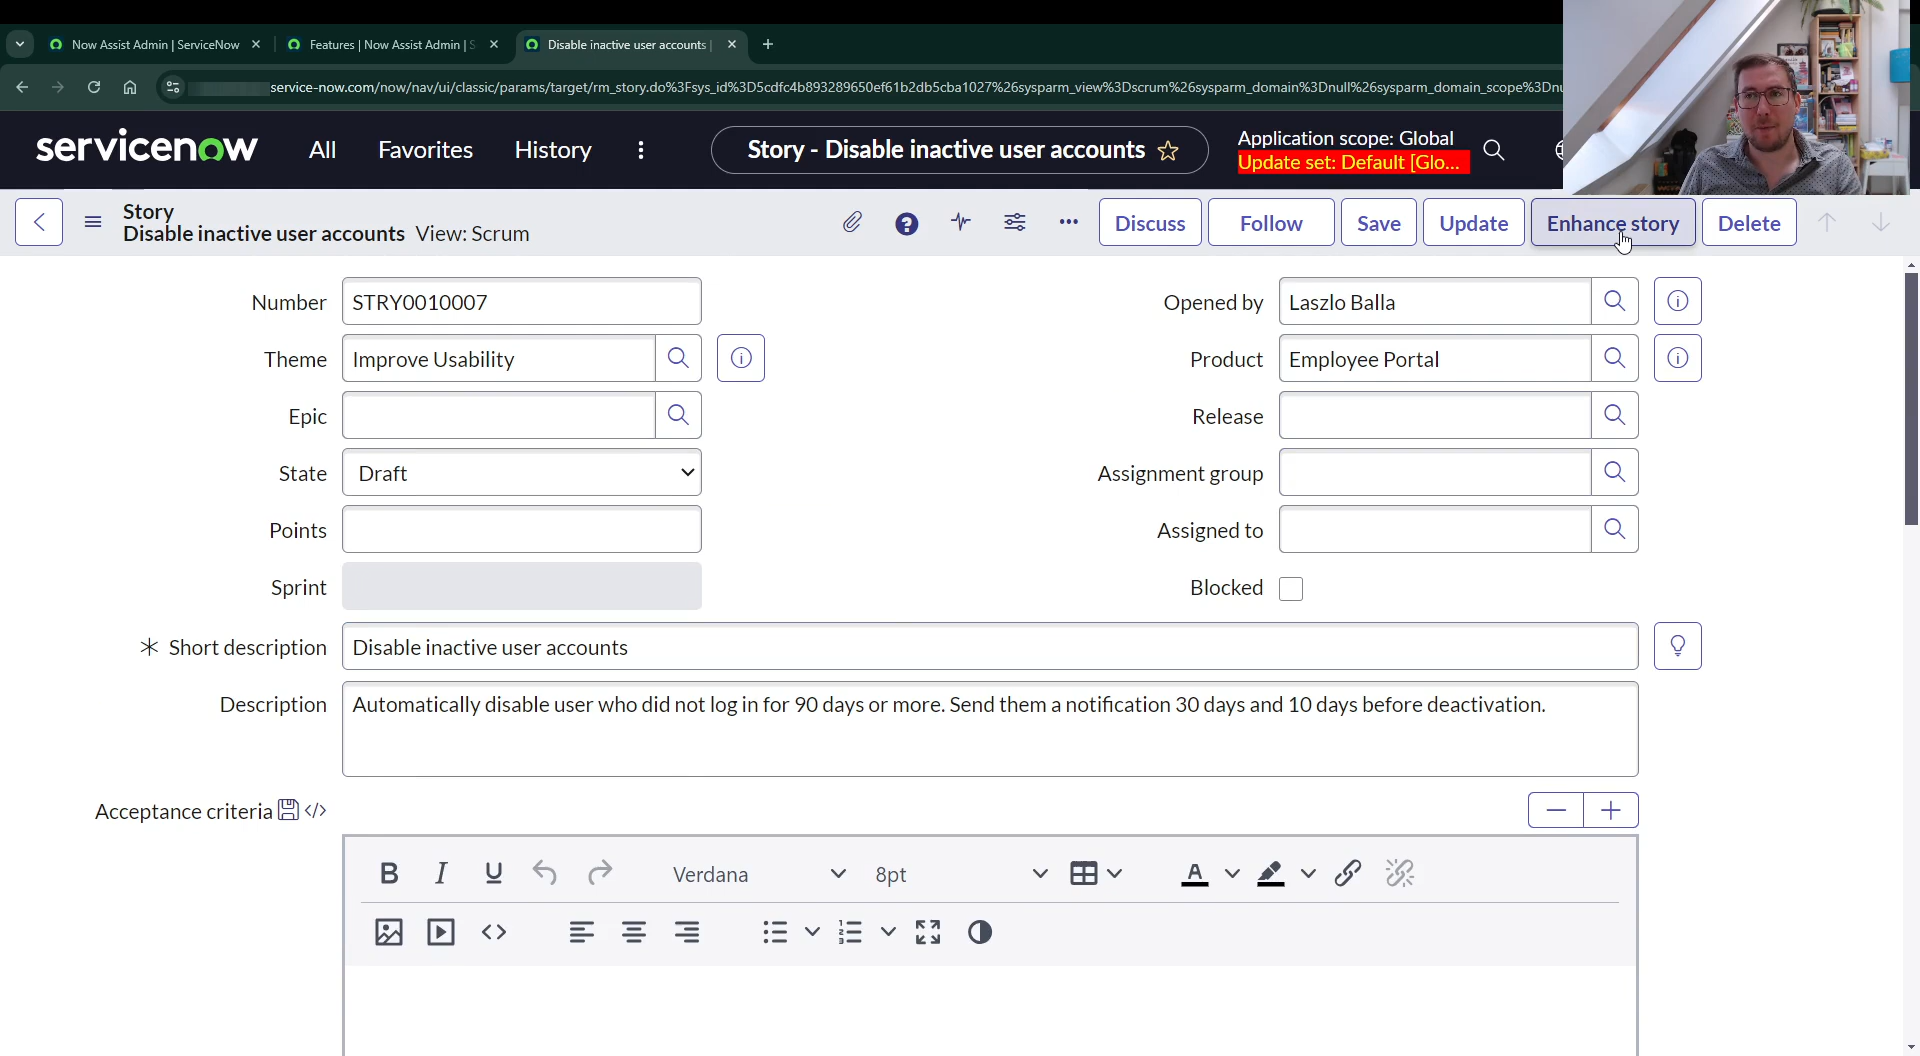 Now Assist Admin | ServiceNow
Features | Now Assist Admin | S
Disable inactive user accounts |
service-now.com/now/nav/ui/classic/params/target/rm_story.do%3Fsys_id%3D5cdfc4b893289650ef61b2db5cba1027%26sysparm_view%3Dscrum%26sysparm_domain%3Dnull%26sysparm_domain_scope%3Dnu
servicenow
All
Favorites
History
Story - Disable inactive user accounts
Application scope: Global
Update set: Default [Glo...
Story
Disable inactive user accounts View: Scrum
Discuss
Follow
Save
Update
Enhance story
Delete
Number STRY0010007
Opened by Laszlo Balla
Theme Improve Usability
Product Employee Portal
Epic
Release
State Draft
Assignment group
Points
Assigned to
Sprint
Blocked
Short description Disable inactive user accounts
Description Automatically disable user who did not log in for 90 days or more. Send them a notification 30 days and 10 days before deactivation.
Acceptance criteria
Verdana
8pt